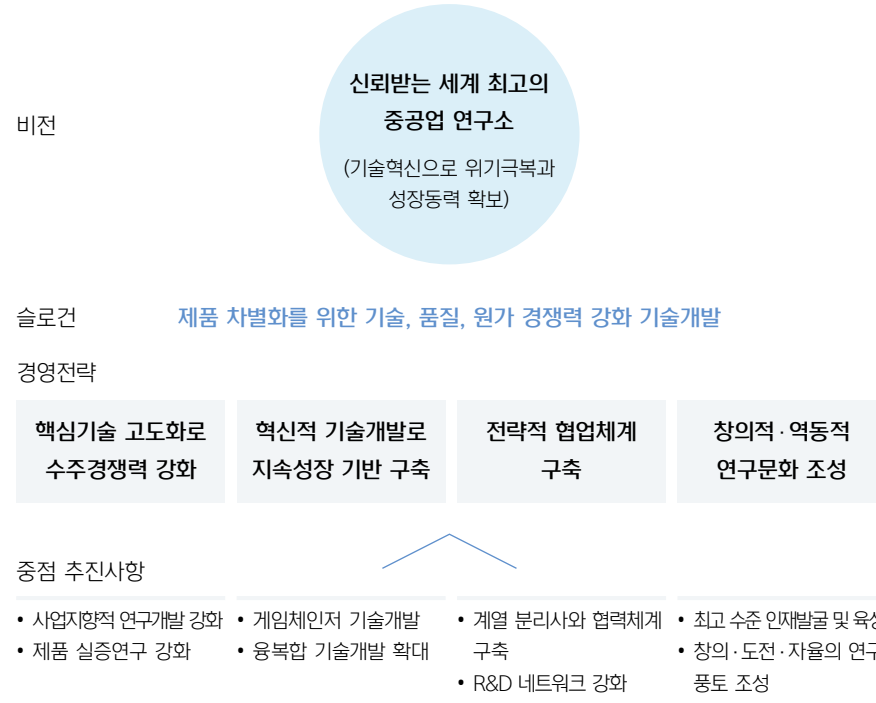 비전
신뢰받는 세계 최고의
중공업 연구소
(기술혁신으로 위기극복과
성장동력 확보)
슬로건
제품 차별화를 위한 기술, 품질, 원가 경쟁력 강화 기술개발
경영전략
핵심기술 고도화로
수주경쟁력 강화
혁신적 기술개발로
지속성장 기반 구축
전략적 협업체계
구축
창의적·역동적
연구문화 조성
중점 추진사항
• 사업지향적 연구개발 강화
• 제품 실증연구 강화
• 게임체인저 기술개발
• 융복합 기술개발 확대
• 계열 분리사와 협력체계
구축
• R&D 네트워크 강화
• 최고 수준 인재발굴 및
• 창의·도전·자율의
풍토 조성